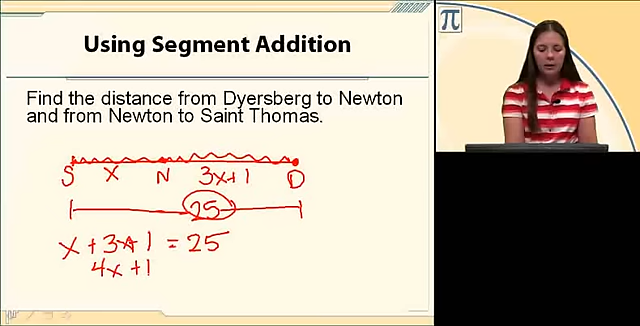 Using Segment Addition
π
Find the distance from Dyersberg to Newton
and from Newton to Saint Thomas.
S x N 3x+1 D
25
x + 3x+1 = 25
4x +1